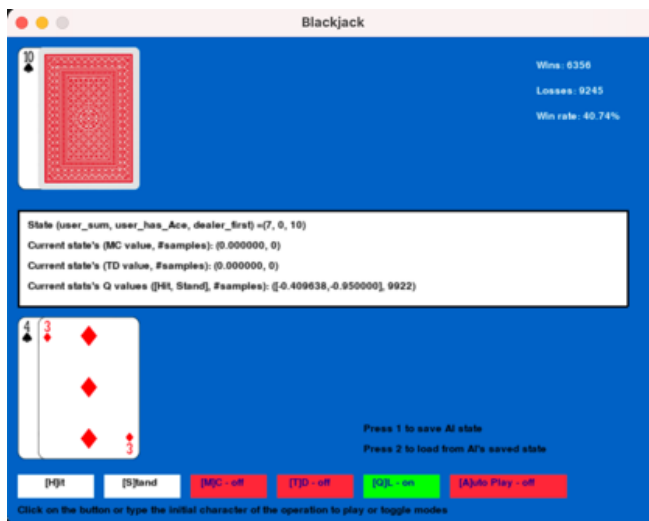 Blackjack
10
Wins: 6356
Losses: 9245
Win rate: 40.74%
State (user_sum, user_has_Ace, dealer_first) =(7, 0, 10)
Current state's (MC value, #samples): (0.000000, 0)
Current state's (TD value, #samples): (0.000000, 0)
Current stats's Q values ([Hit, Stand], #samples): ([-0.409638,-0.950000], 9922)
4 3
3
Press 1 to save AI state
Press 2 to load from AI's saved state
[H]it [S]tand [M]C - off [T]D - off [Q]L - on [A]uto Play - off
Click on the button or type the initial character of the operation to play or toggle modes